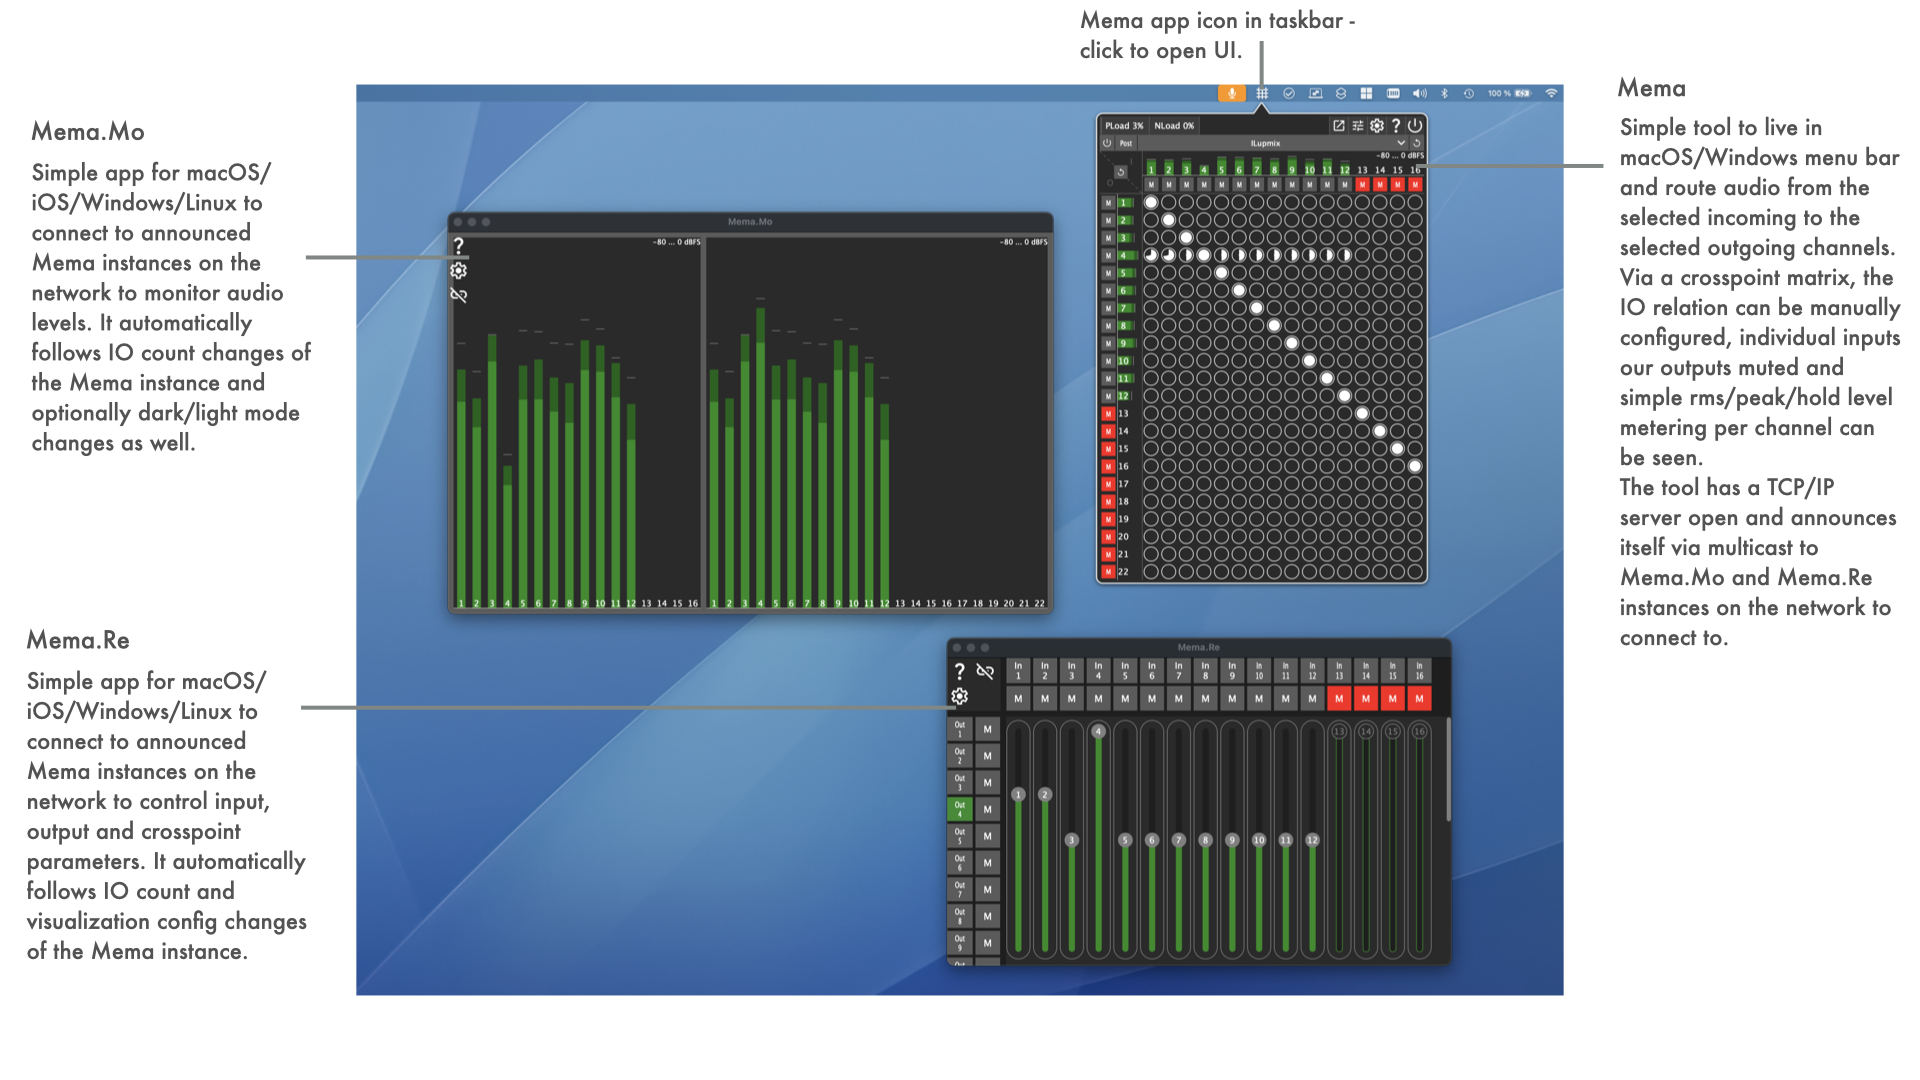 Mema app icon in taskbar -
click to open UI.
Mema.Mo
Simple app for macOS/
iOS/Windows/Linux to
connect to announced
Mema instances on the
network to monitor audio
levels. It automatically
follows IO count changes of
the Mema instance and
optionally dark/light mode
changes as well.
Mema.Re
Simple app for macOS/
iOS/Windows/Linux to
connect to announced
Mema instances on the
network to control input,
output and crosspoint
parameters. It automatically
follows IO count and
visualization config changes
of the Mema instance.
100 %
Mema.Mo
? -80 ... 0 dBFS -80 ... 0 dBFS
1 2 3 4 5 6 7 8 9 10 11 12 13 14 15 16 1 2 3 4 5 6 7 8 9 10 11 12 13 14 15 16 17 18 19 20 21 22
PLoad 3% NLoad 0% ?
Post ILupmix
-80 ... 0 dBFS
1 2 3 4 5 6 7 8 9 10 11 12 13 14 15 16
M M M M M M M M M M M M M M M M
M 1
M 2
M 3
M 4
M 5
M 6
M 7
M 8
M 9
M 10
M 11
M 12
M 13
M 14
M 15
M 16
M 17
M 18
M 19
M 20
M 21
M 22
Mema.Re
? In In In In In In In In In In In In In In In In
1 2 3 4 5 6 7 8 9 10 11 12 13 14 15 16
M M M M M M M M M M M M M M M M
4 13 14 15 16
1 2
3 5 6 7 8 9 10 11 12
Out
1 M
Out
2 M
Out
3 M
Out
4 M
Out
5 M
Out
6 M
Out
7 M
Out
8 M
Out
9 M
Mema
Simple tool to live in
macOS/Windows menu bar
and route audio from the
selected incoming to the
selected outgoing channels.
Via a crosspoint matrix, the
IO relation can be manually
configured, individual inputs
our outputs muted and
simple rms/peak/hold level
metering per channel can
be seen.
The tool has a TCP/IP
server open and announces
itself via multicast to
Mema.Mo and Mema.Re
instances on the network to
connect to.